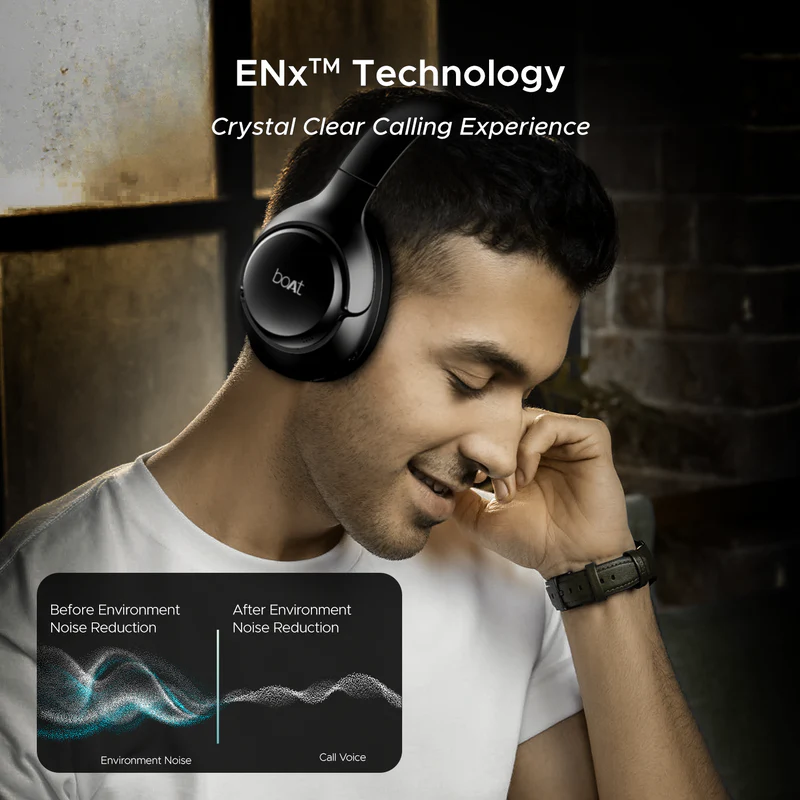 ENx™ Technology
Crystal Clear Calling Experience
boAt
Before Environment
Noise Reduction
After Environment
Noise Reduction
Environment Noise
Call Voice